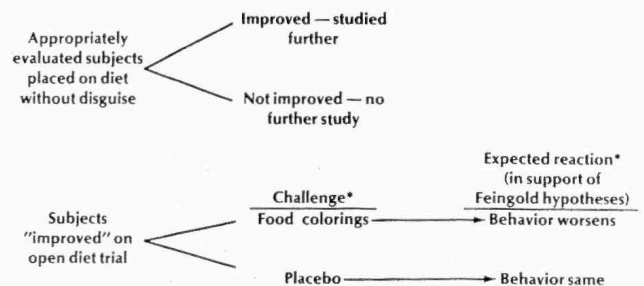 Improved — studied
further
Appropriately
evaluated subjects
placed on diet
without disguise
Not improved — no
further study
Expected reaction*
(in support of
Feingold hypotheses)
Challenge*
Food colorings
Behavior worsens
Subjects
"improved" on
open diet trial
Placebo
Behavior same